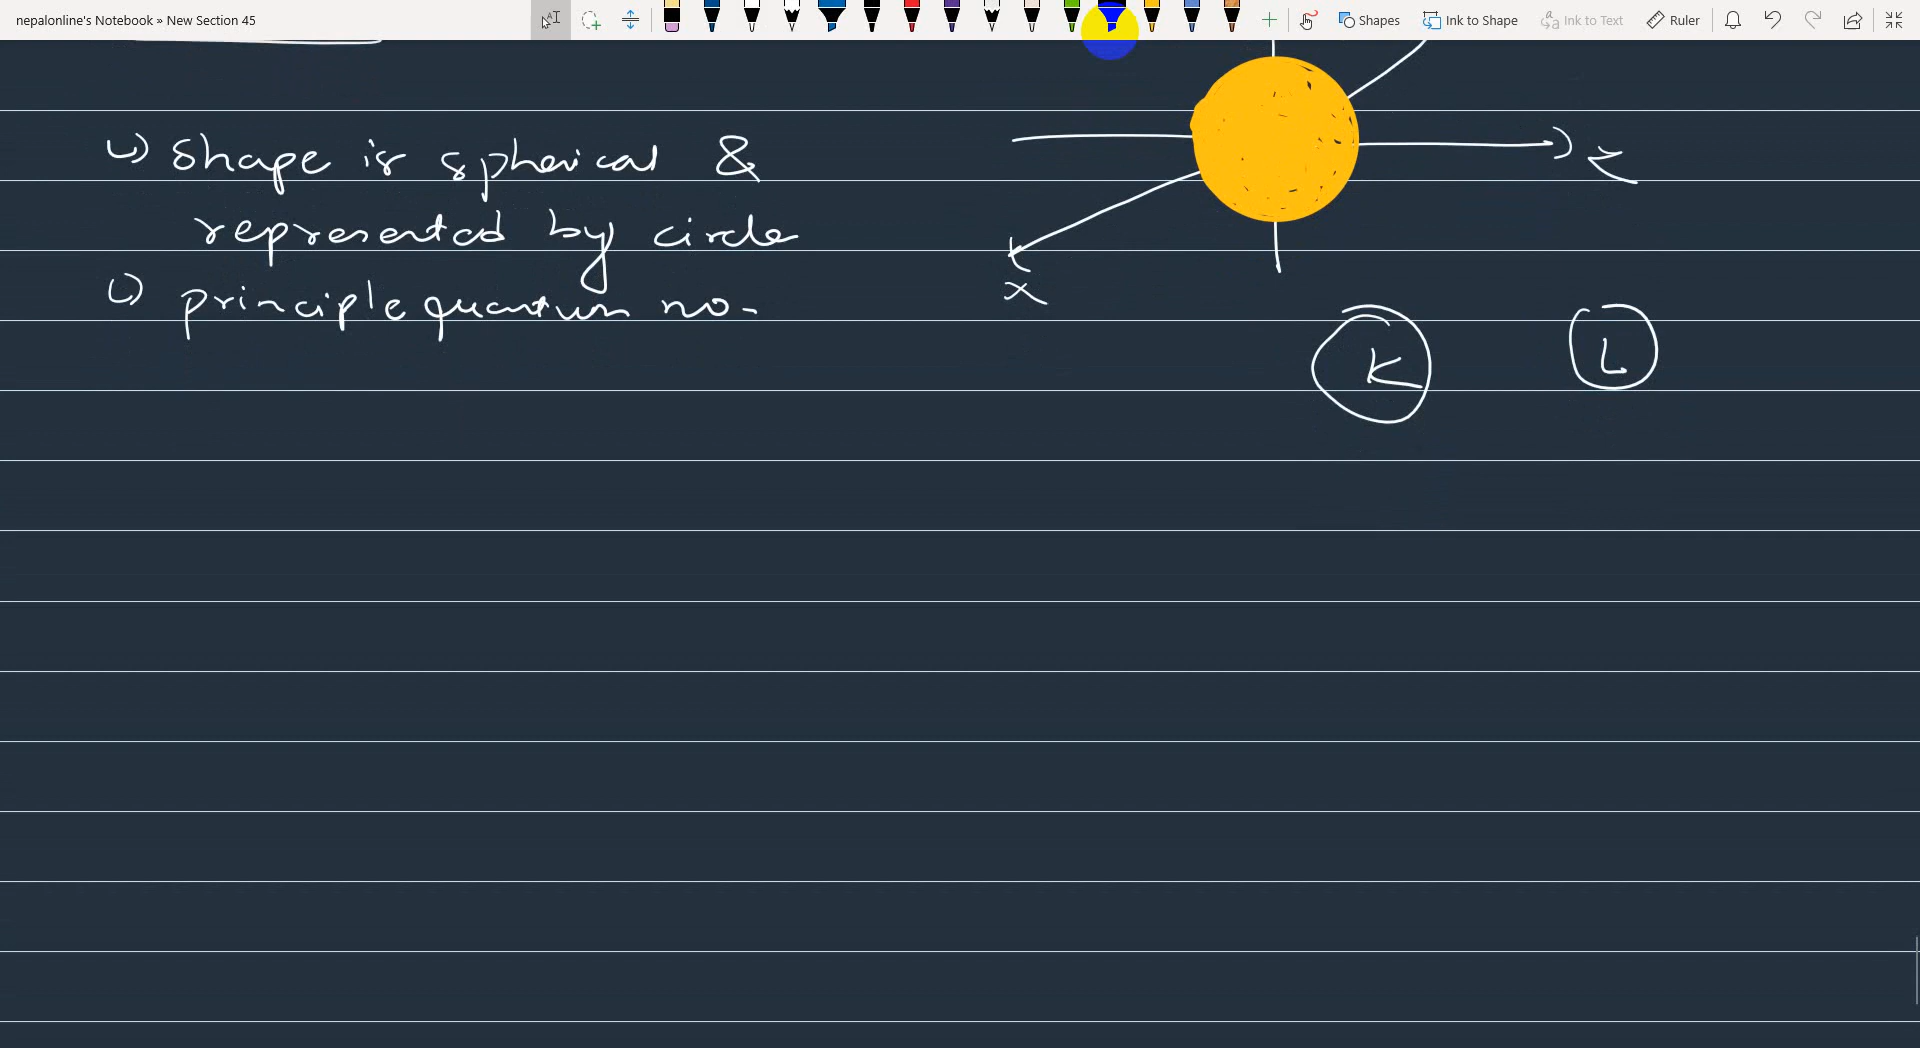 nepalonline's Notebook » New Section 45
Shapes
Ink to Shape
Ink to Text
Ruler
↳ shape is spherical &
represented by circle
↳ principle quantum no-
z
x
K
L